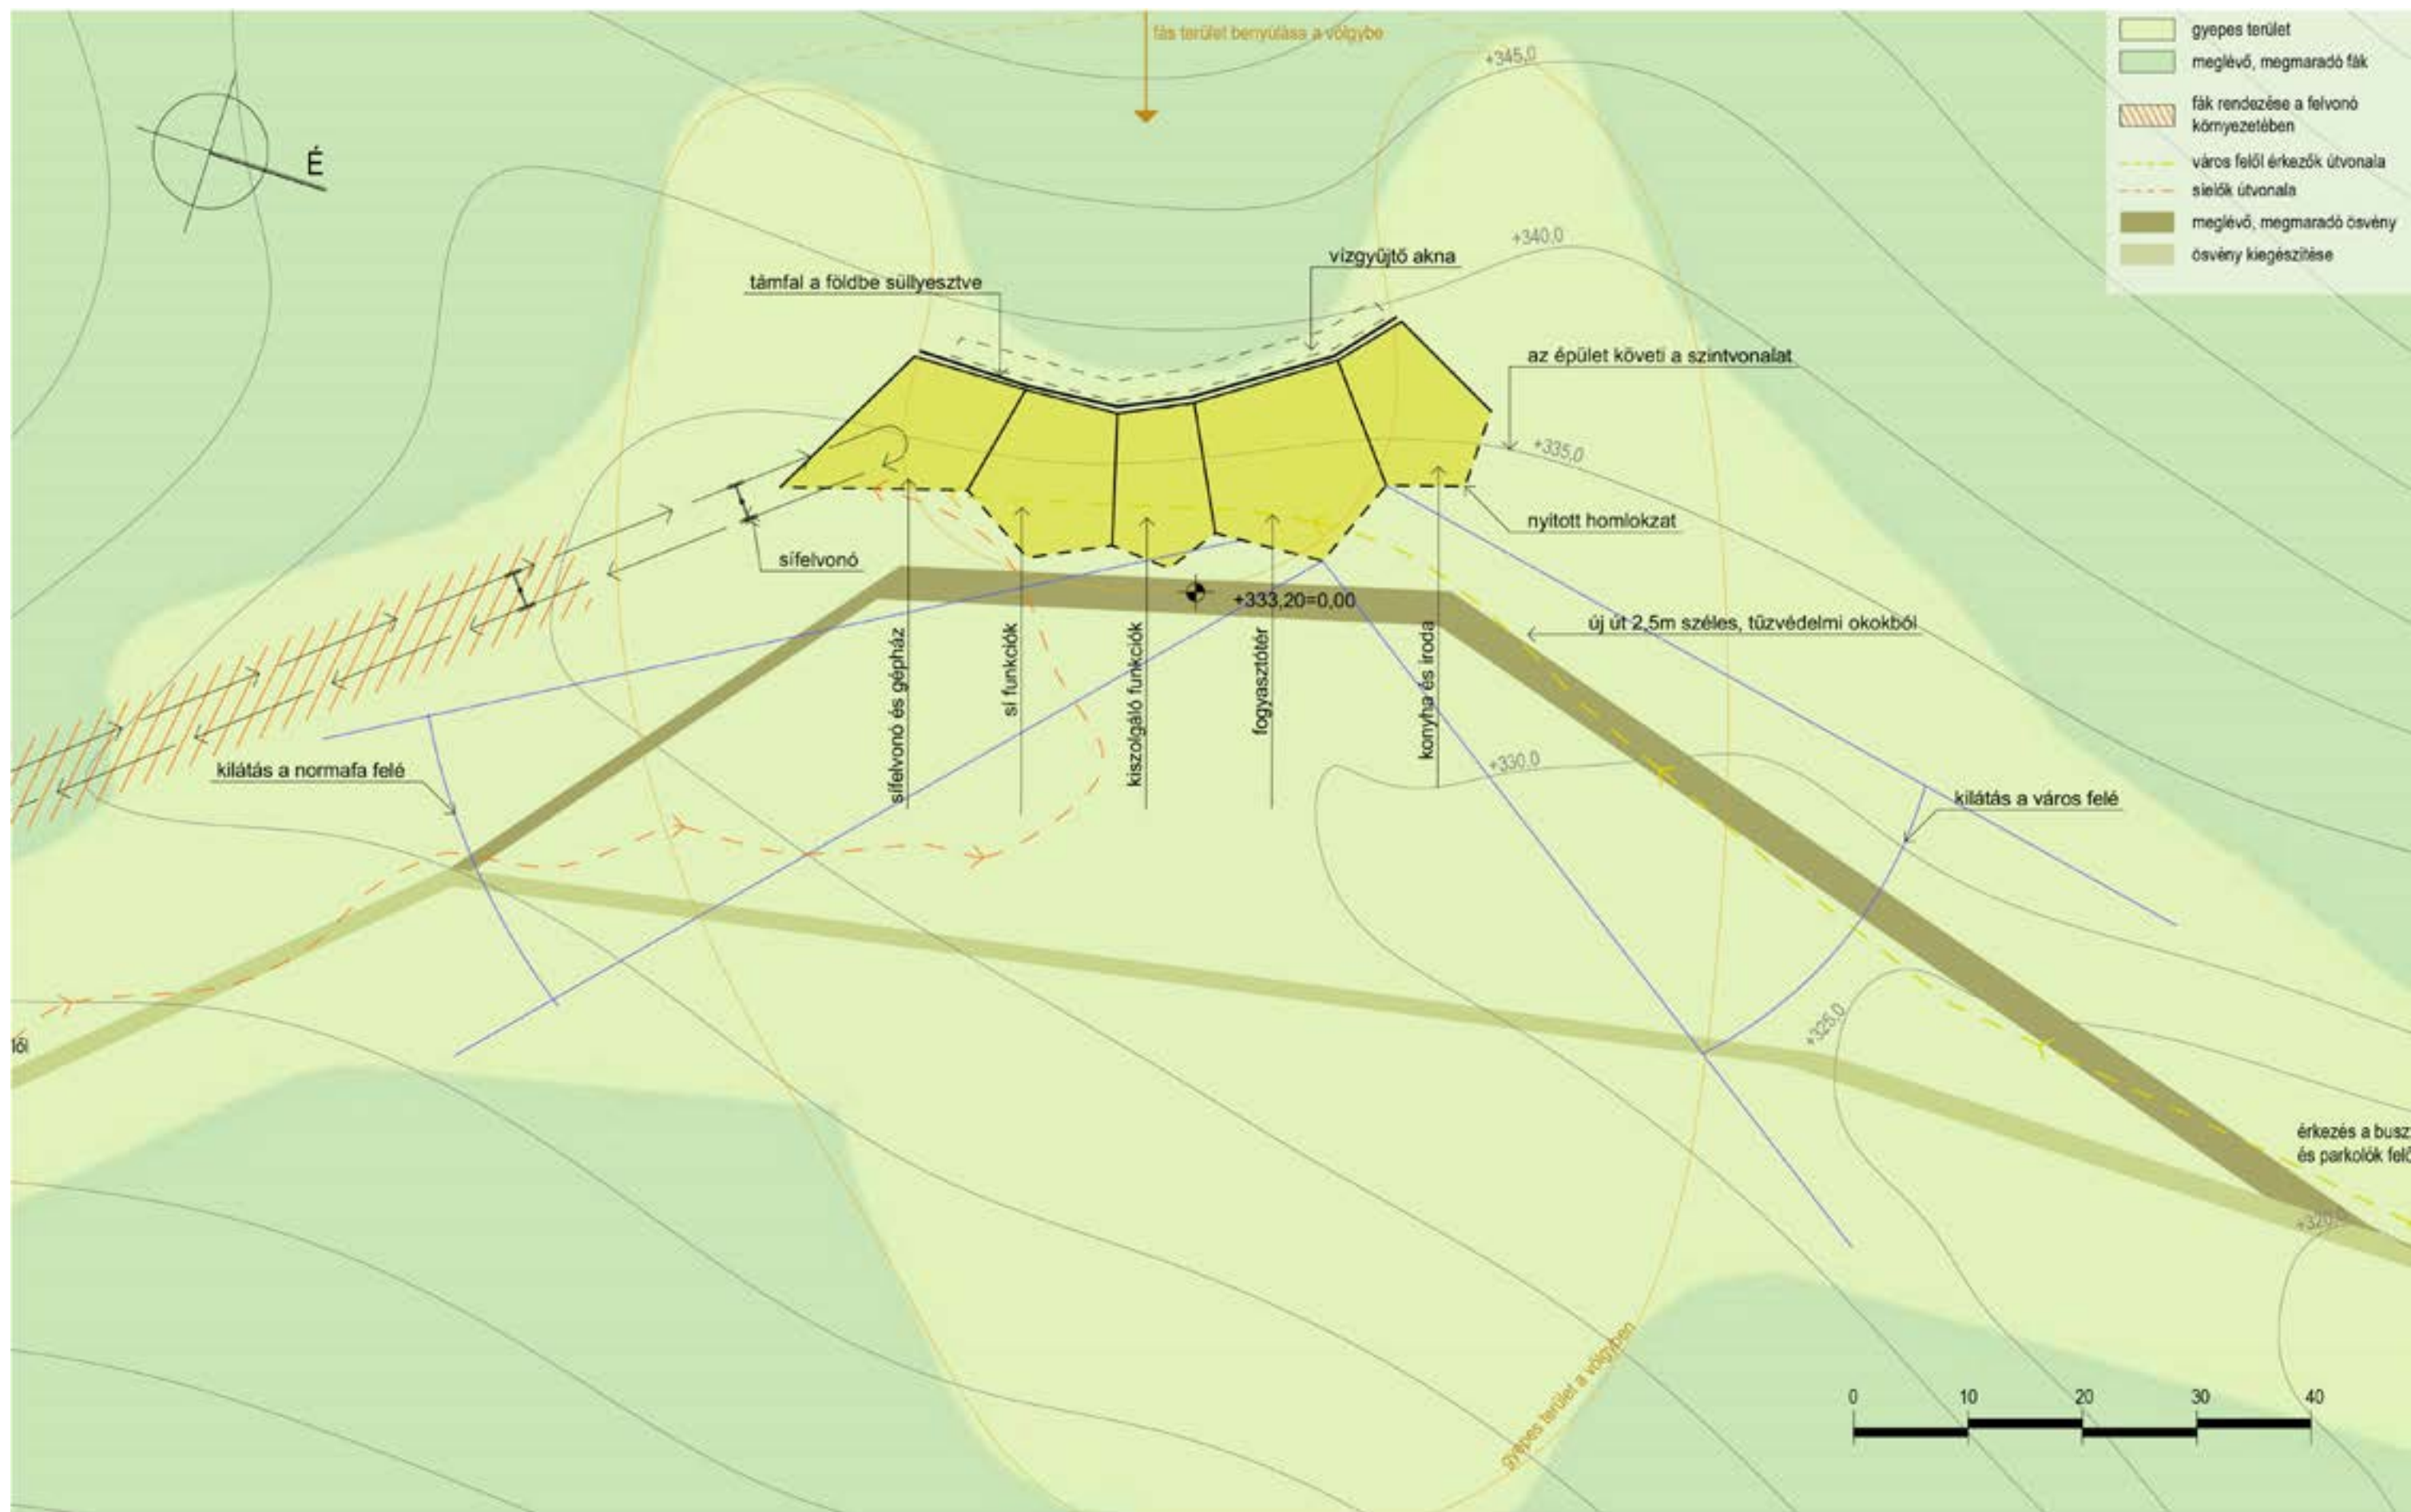 fás terület benyúlása a völgybe
gyepes terület
meglévő, megmaradó fák
fák rendezése a felvonó
környezetében
város felől érkezők útvonala
síelők útvonala
meglévő, megmaradó ösvény
ösvény kiegészítése
+345,0
É
+340,0
vízgyűjtő akna
támfal a földbe süllyesztve
az épület követi a szintvonalat
+335,0
nyitott homlokzat
sífelvonó
+333,20=0,00
új út 2,5m széles, tűzvédelmi okokból
sífelvonó és gépház
sí funkciók
kiszolgáló funkciók
fogyasztótér
konyha és iroda
+330,0
kilátás a normafa felé
kilátás a város felé
+325,0
érkezés a busz
és parkolók felő
+320,0
gyepes terület a völgyben
0 10 20 30 40